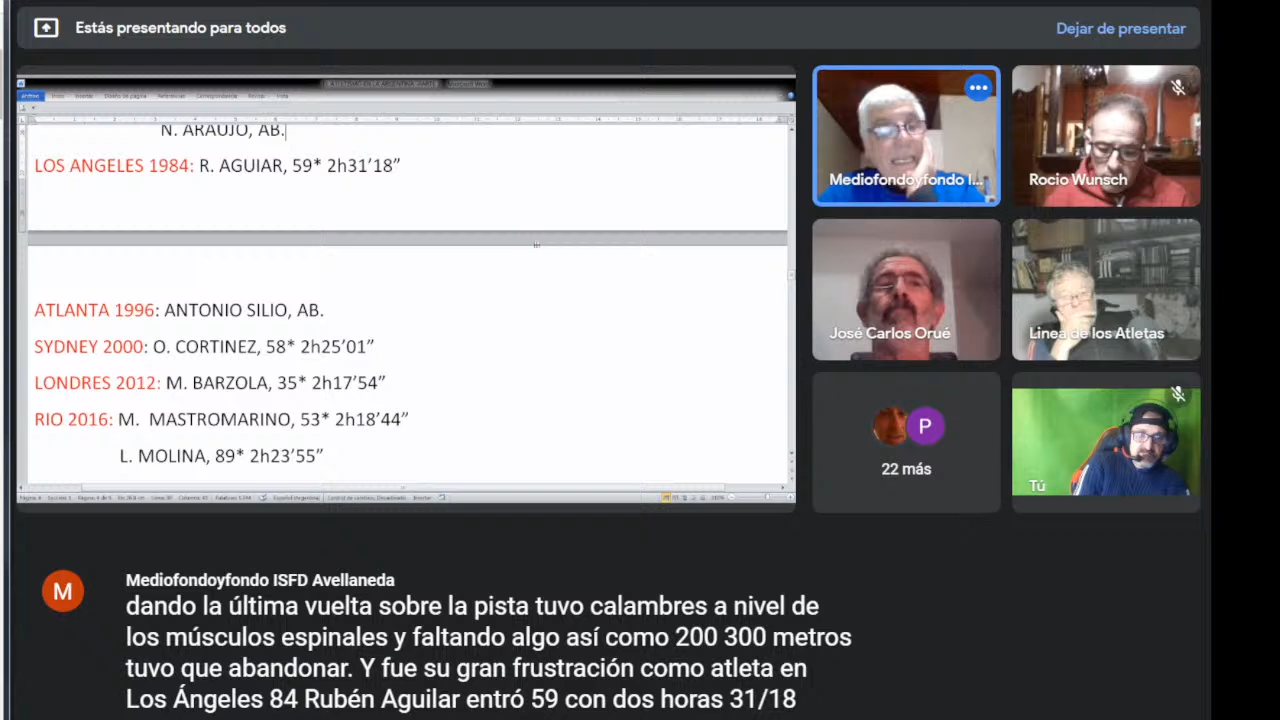 Estás presentando para todos
Dejar de presentar
N. ARAUJO, AB.
LOS ANGELES 1984: R. AGUIAR, 59* 2h31’18”
ATLANTA 1996: ANTONIO SILIO, AB.
SYDNEY 2000: O. CORTINEZ, 58* 2h25’01”
LONDRES 2012: M. BARZOLA, 35* 2h17’54”
RIO 2016: M. MASTROMARINO, 53* 2h18’44”
L. MOLINA, 89* 2h23’55”
Mediofondoyfondo I...
Rocio Wunsch
José Carlos Orué
Linea de los Atletas
P
22 más
Tú
M
Mediofondoyfondo ISFD Avellaneda
dando la última vuelta sobre la pista tuvo calambres a nivel de
los músculos espinales y faltando algo así como 200 300 metros
tuvo que abandonar. Y fue su gran frustración como atleta en
Los Ángeles 84 Rubén Aguilar entró 59 con dos horas 31/18